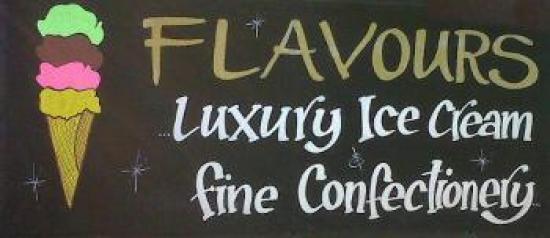 FLAVOURS
...Luxury Ice Cream
&
fine Confectionery...